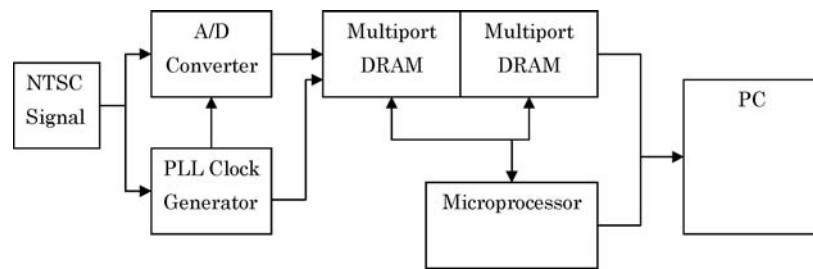 NTSC
Signal
A/D
Converter
PLL Clock
Generator
Multiport
DRAM
Multiport
DRAM
Microprocessor
PC